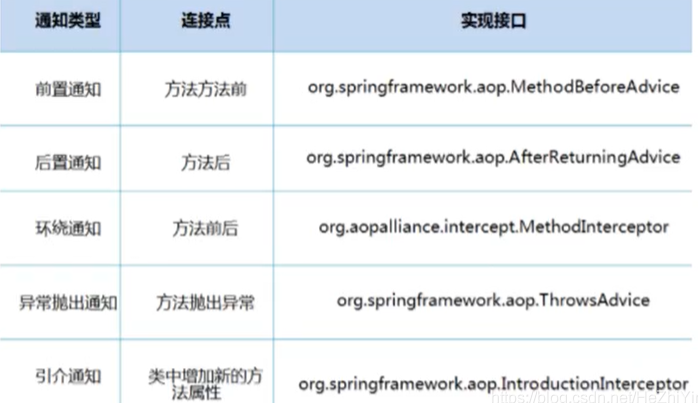 通知类型 连接点 实现接口
前置通知 方法方法前 org.springframework.aop.MethodBeforeAdvice
后置通知 方法后 org.springframework.aop.AfterReturningAdvice
环绕通知 方法前后 org.aopalliance.intercept.MethodInterceptor
异常抛出通知 方法抛出异常 org.springframework.aop.ThrowsAdvice
引介通知 类中增加新的方
法属性 org.springframework.aop.IntroductionInterceptor
https://blog.csdn.net/HeZhiYu